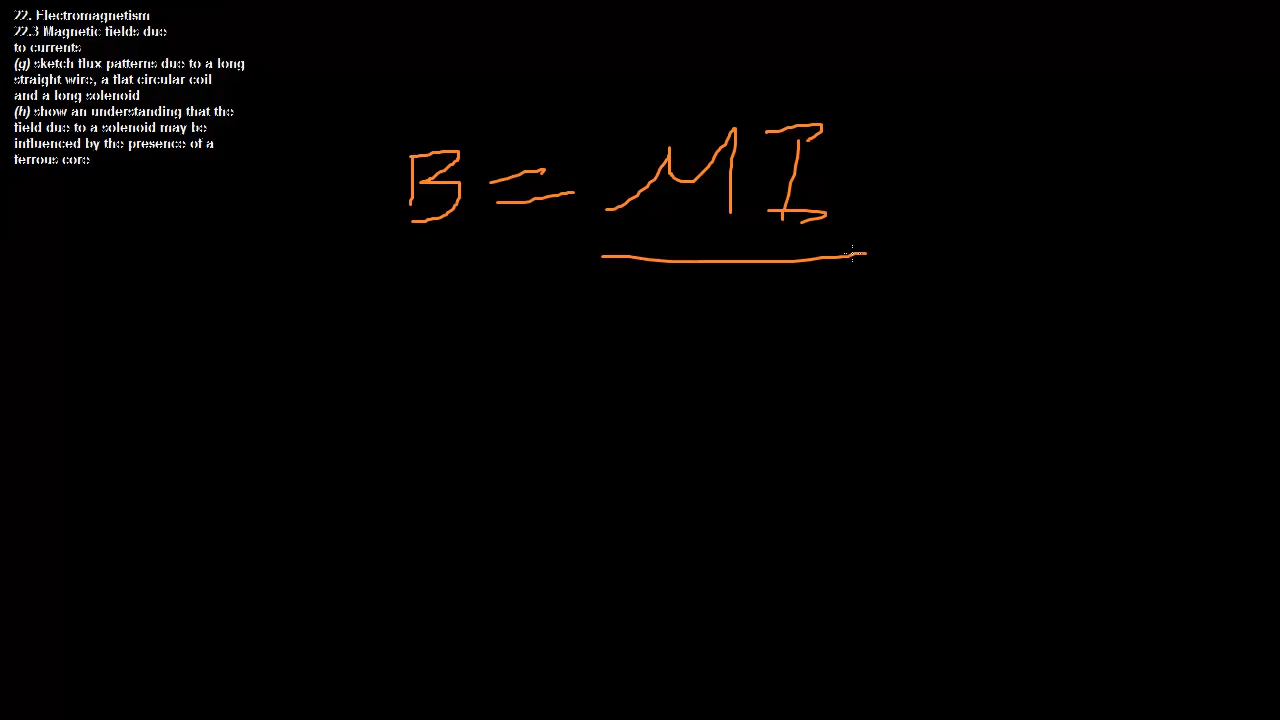 22. Electromagnetism
22.3 Magnetic fields due
to currents
(g) sketch flux patterns due to a long
straight wire, a flat circular coil
and a long solenoid
(h) show an understanding that the
field due to a solenoid may be
influenced by the presence of a
ferrous core
B = μI